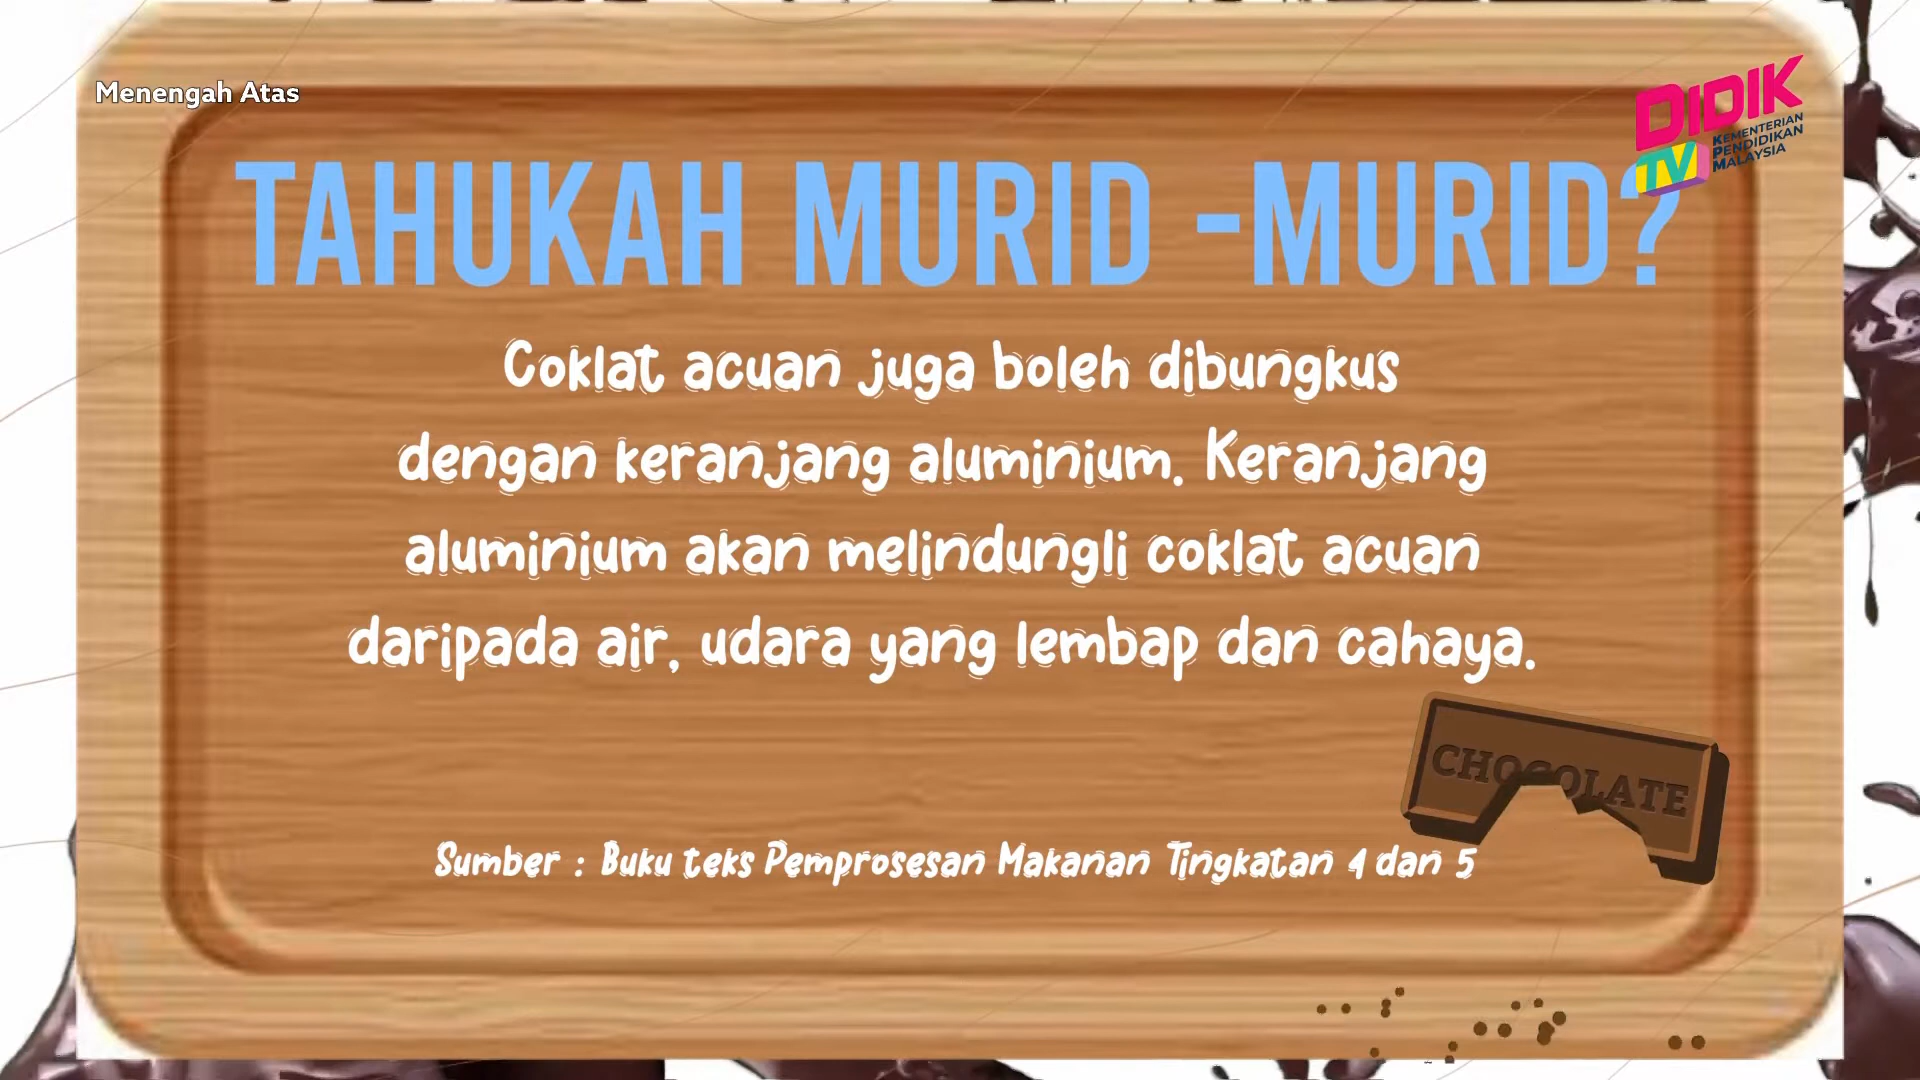 Menengah Atas
DIDIK
TV
KEMENTERIAN
PENDIDIKAN
MALAYSIA
TAHUKAH MURID -MURID?
Coklat acuan juga boleh dibungkus
dengan keranjang aluminium. Keranjang
aluminium akan melindungli coklat acuan
daripada air, udara yang lembap dan cahaya.
CHOCOLATE
Sumber : Buku teks Pemprosesan Makanan Tingkatan 4 dan 5